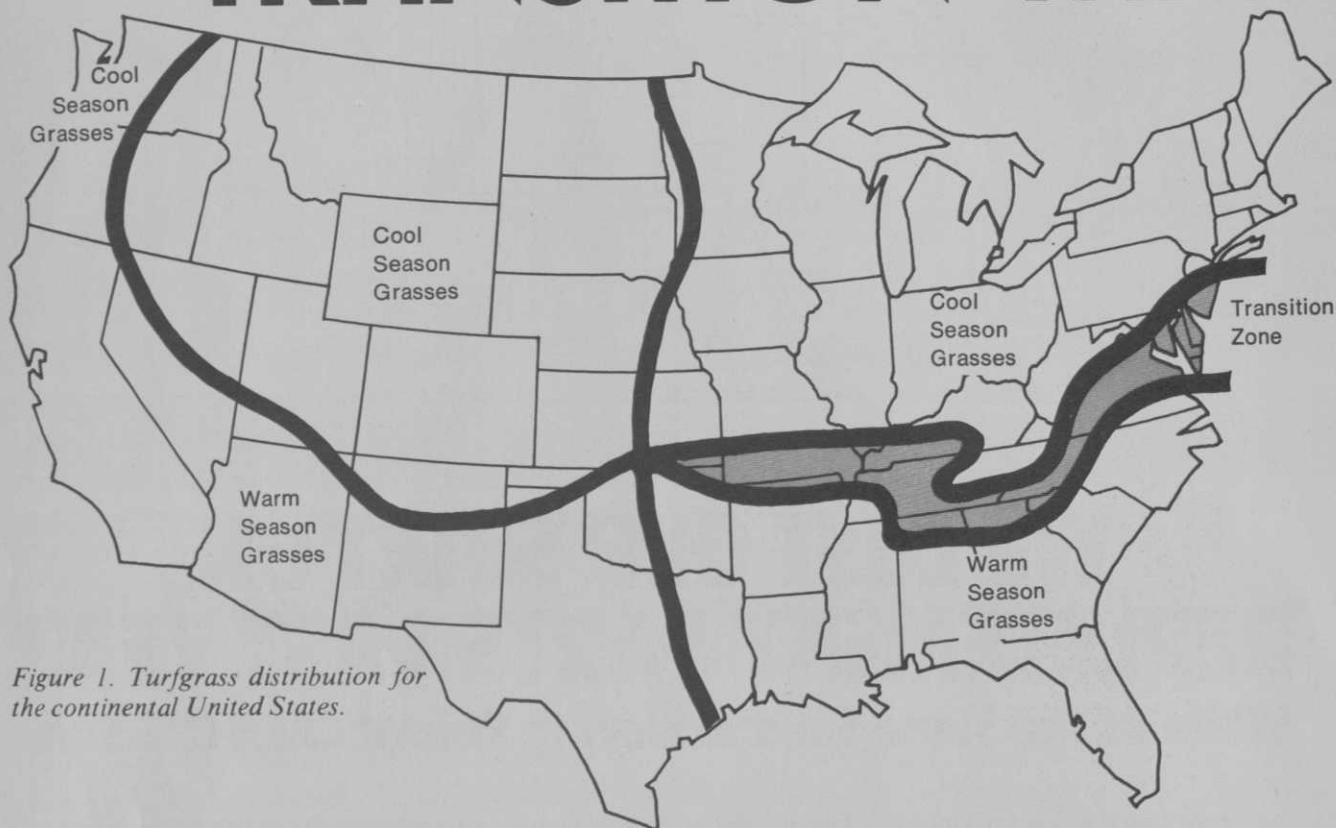 Cool
Season
Grasses
Cool
Season
Grasses
Cool
Season
Grasses
Transition
Zone
Warm
Season
Grasses
Warm
Season
Grasses
Figure 1. Turfgrass distribution for
the continental United States.